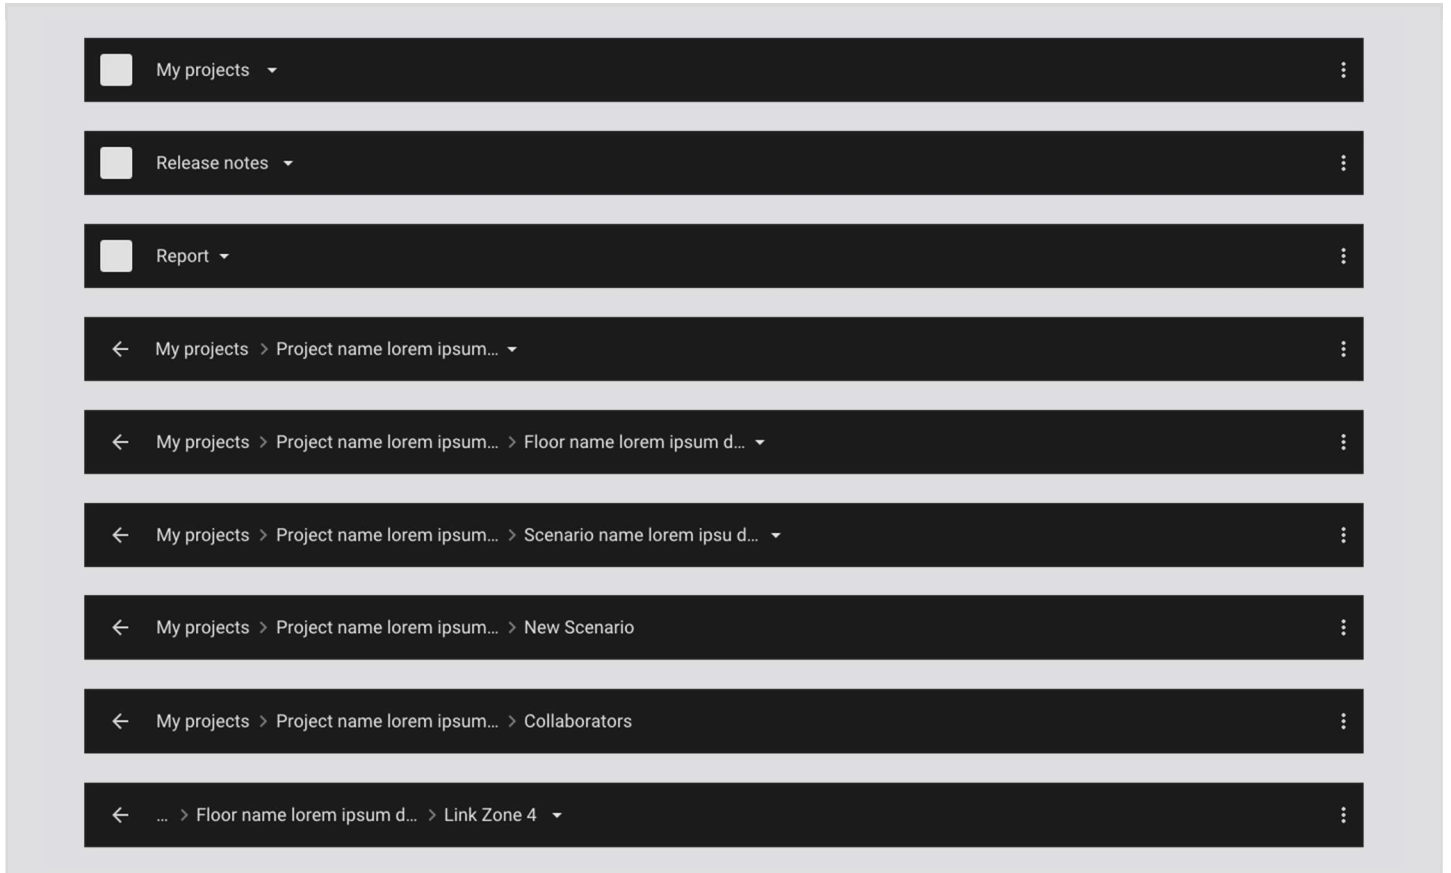 My projects
Release notes
Report
My projects > Project name lorem ipsum...
My projects > Project name lorem ipsum... > Floor name lorem ipsum d...
My projects > Project name lorem ipsum... > Scenario name lorem ipsu d...
My projects > Project name lorem ipsum... > New Scenario
My projects > Project name lorem ipsum... > Collaborators
... > Floor name lorem ipsum d... > Link Zone 4